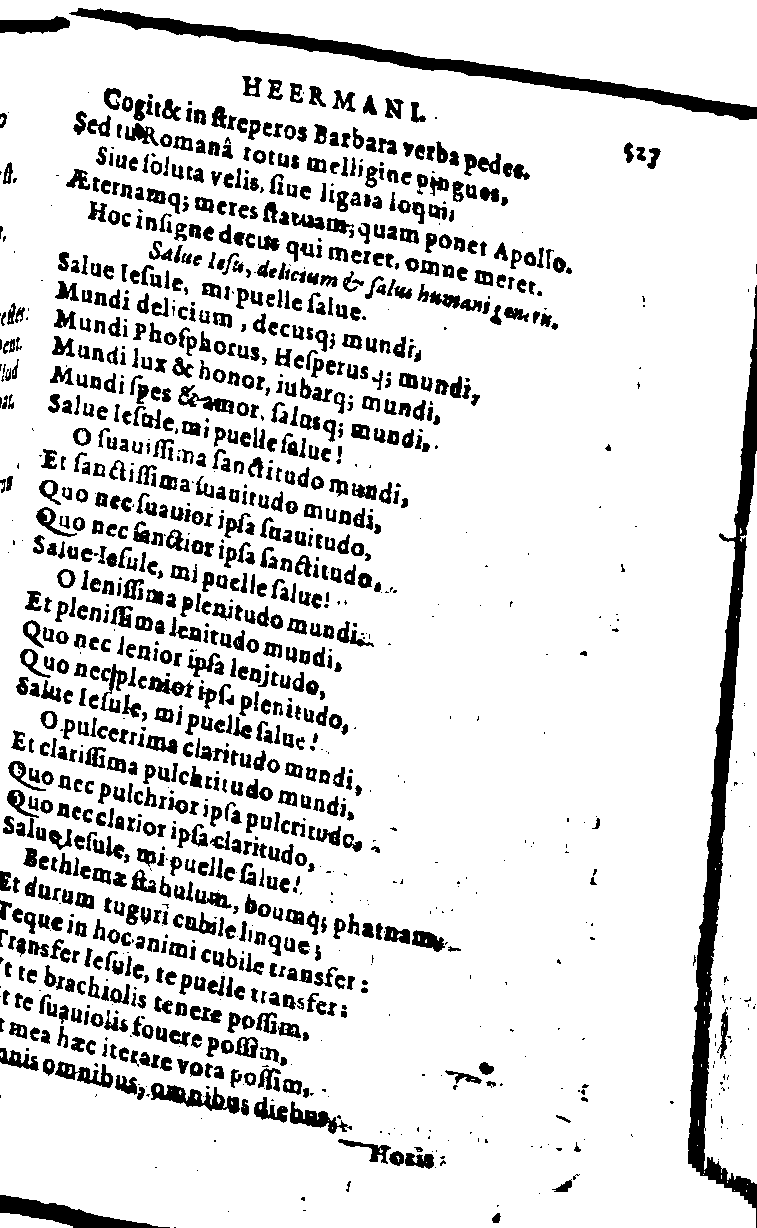 HEERMANI.
527
Cogit & in ſtreperos Barbara verba pedes.
Sed tu Romanâ rotus melligine pingues,
Siue ſoluta velis, ſiue ligata loqui,
Æternamq; meres ſtatuam, quam ponet Apollo.
Hoc inſigne decus qui meret, omne meret.
Salue Ieſu, delicium & ſalus humani generis.
Salue Ieſule, mi puelle ſalue.
Mundi delicium, decusq; mundi,
Mundi Phoſphorus, Heſperusq; mundi,
Mundi lux & honor, iubarq; mundi,
Mundi ſpes & amor, ſalusq; mundi,
Salue Ieſule, mi puelle ſalue!
O ſuauiſſima ſanctitudo mundi,
Et ſanctiſſima ſuauitudo mundi,
Quo nec ſuauior ipſa ſuauitudo,
Quo nec ſanctior ipſa ſanctitudo,
Salue Ieſule, mi puelle ſalue!
O leniſſima plenitudo mundi,
Et pleniſſima lenitudo mundi,
Quo nec lenior ipſa lenitudo,
Quo nec plenior ipſa plenitudo,
Salue Ieſule, mi puelle ſalue!
O pulcerrima claritudo mundi,
Et clariſſima pulchritudo mundi,
Quo nec pulchrior ipſa pulcritudo,
Quo nec clarior ipſa claritudo,
Salue Ieſule, mi puelle ſalue!
Bethlemæ ſtabulum, boumq; phatnam,
Et durum tuguri cubile linque;
Teque in hoc animi cubile transfer:
Transfer Ieſule, te puelle transfer:
te brachiolis tenere poſſim,
te ſuauiolis fouere poſſim,
mea hæc iterare vota poſſim,
omnibus, omnibus diebus,
Horis